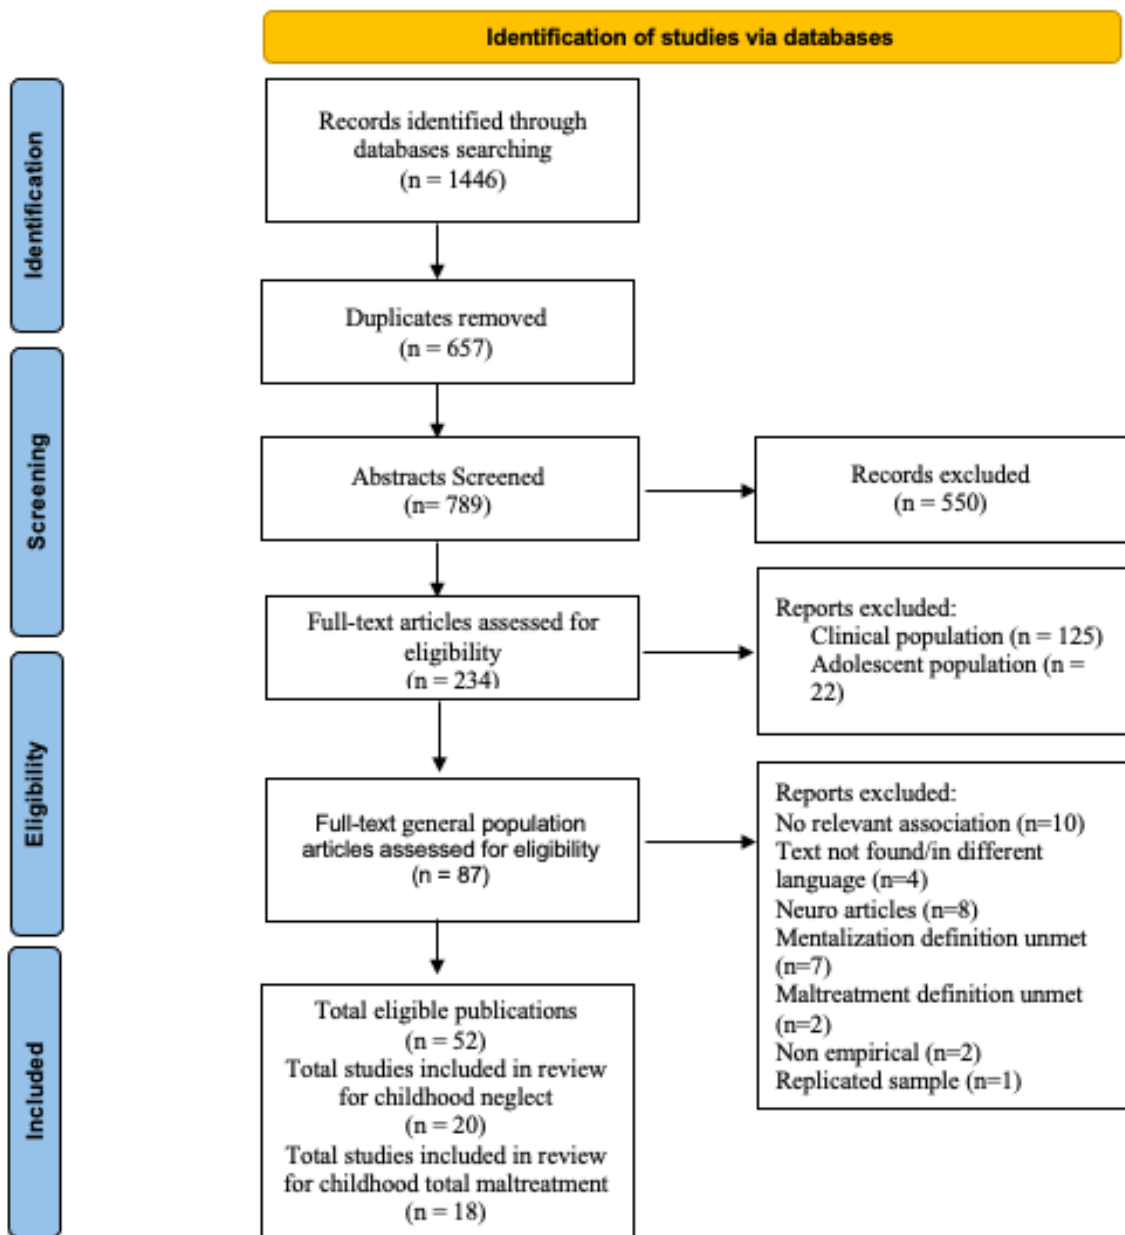 Identification of studies via databases
Identification
Records identified through
databases searching
(n = 1446)
Duplicates removed
(n = 657)
Screening
Abstracts Screened
(n= 789)
Records excluded
(n = 550)
Full-text articles assessed for
eligibility
(n = 234)
Reports excluded:
Clinical population (n = 125)
Adolescent population (n =
22)
Eligibility
Full-text general population
articles assessed for eligibility
(n = 87)
Reports excluded:
No relevant association (n=10)
Text not found/in different
language (n=4)
Neuro articles (n=8)
Mentalization definition unmet
(n=7)
Maltreatment definition unmet
(n=2)
Non empirical (n=2)
Replicated sample (n=1)
Included
Total eligible publications
(n = 52)
Total studies included in review
for childhood neglect
(n = 20)
Total studies included in review
for childhood total maltreatment
(n = 18)